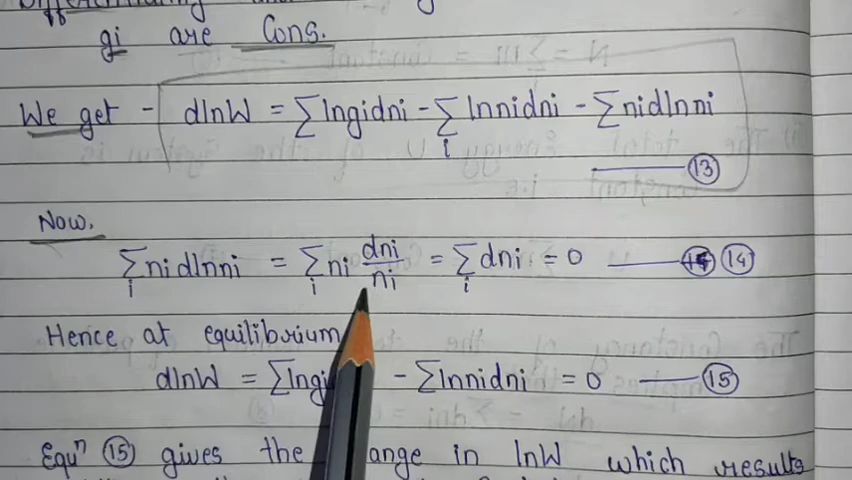 gi are Cons.
We get - dlnW = ∑ lngidni - ∑i lnnidni - ∑ nidlnni
13
Now.
∑i nidlnni = ∑i ni dni/ni = ∑i dni = 0 14
Hence at equilibrium
dlnW = ∑lngi - ∑lnnidni = 0 15
Equⁿ 15 gives the ange in lnW which results